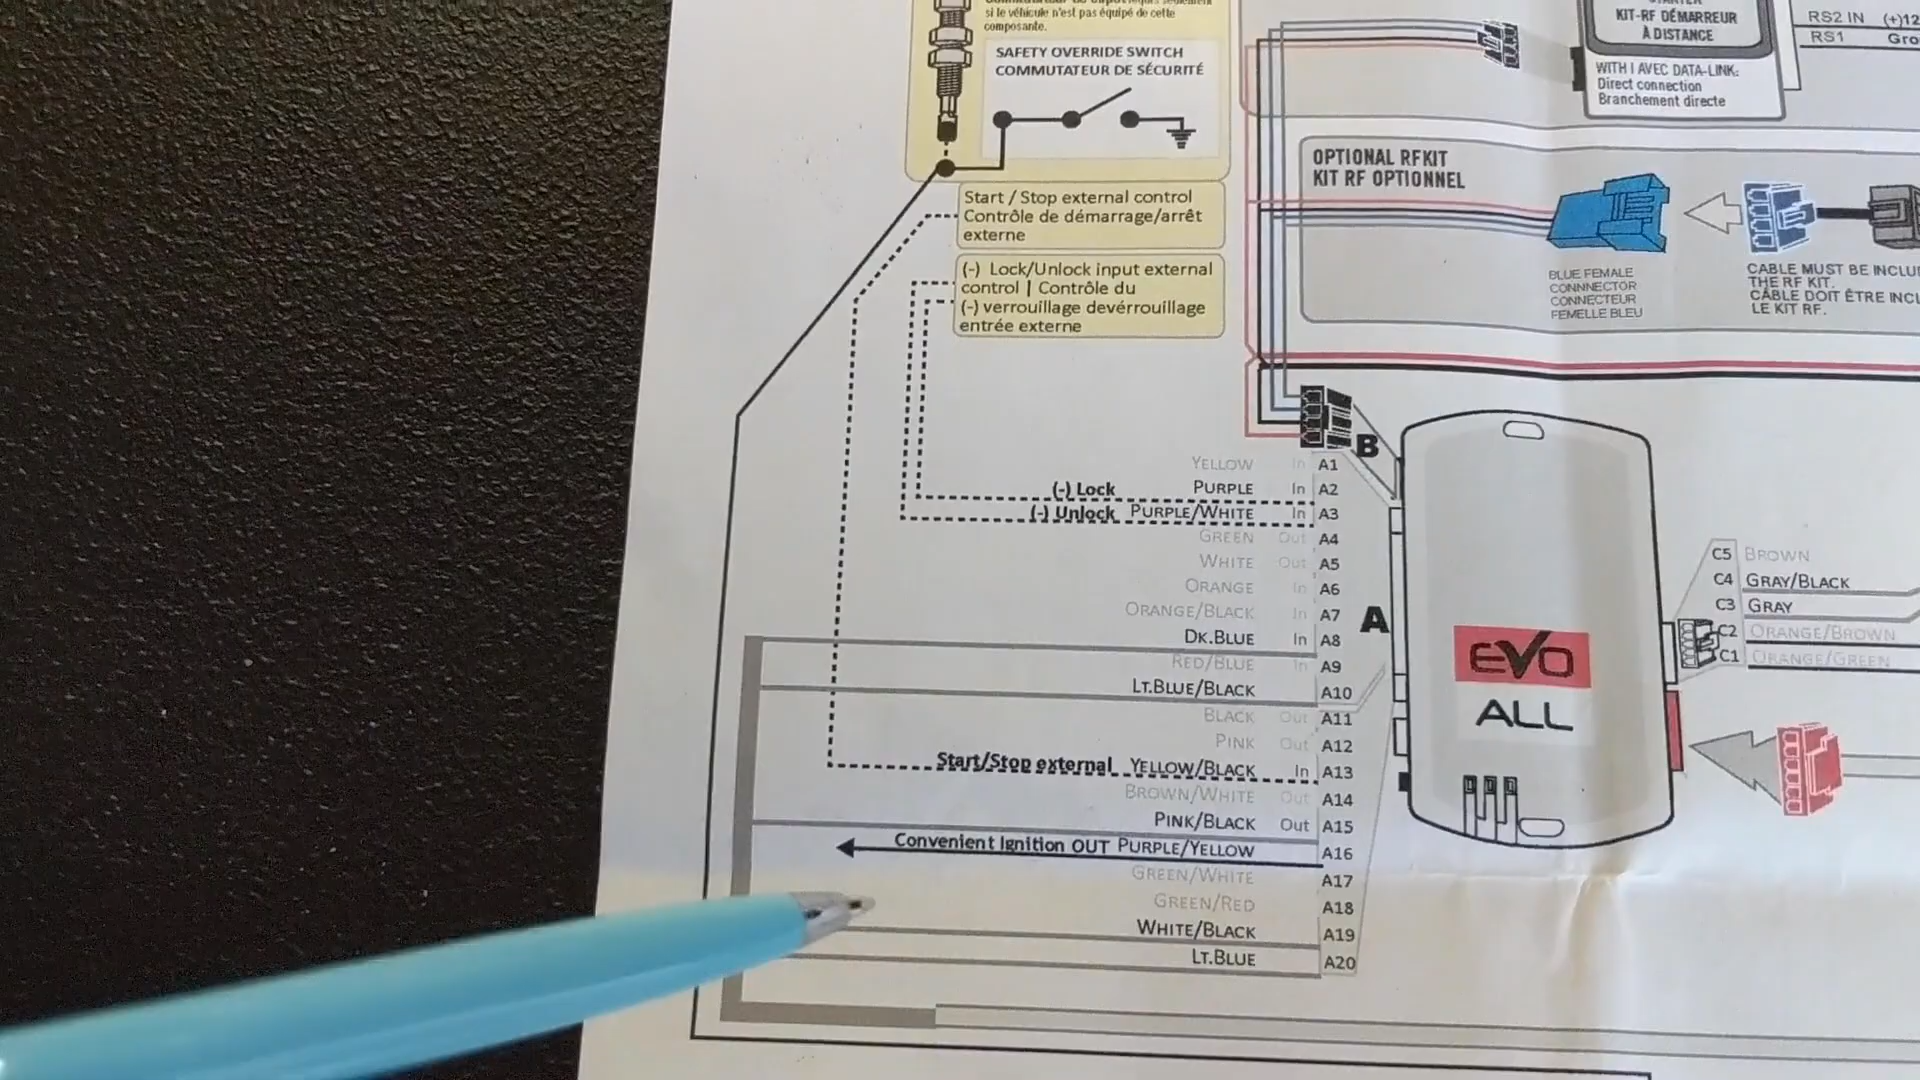 si le véhicule n'est pas équipé de cette
composante.
SAFETY OVERRIDE SWITCH
COMMUTATEUR DE SÉCURITÉ
KIT-RF DÉMARREUR
À DISTANCE
WITH I AVEC DATA-LINK:
Direct connection
Branchement directe
RS2 IN (+)12
RS1 Gro
OPTIONAL RFKIT
KIT RF OPTIONNEL
BLUE FEMALE
CONNNECTOR
CONNECTEUR
FEMELLE BLEU
CABLE MUST BE INCLU
THE RF KIT.
CÂBLE DOIT ÊTRE INCL
LE KIT RF.
Start / Stop external control
Contrôle de démarrage/arrêt
externe
(-) Lock/Unlock input external
control | Contrôle du
(-) verrouillage devérrouillage
entrée externe
B
YELLOW In A1
(-) Lock PURPLE In A2
(-) Unlock PURPLE/WHITE In A3
GREEN Out A4
WHITE Out A5
ORANGE In A6
ORANGE/BLACK In A7
DK.BLUE In A8
RED/BLUE In A9
LT.BLUE/BLACK A10
BLACK Out A11
PINK Out A12
Start/Stop external YELLOW/BLACK In A13
BROWN/WHITE Out A14
PINK/BLACK Out A15
Convenient Ignition OUT PURPLE/YELLOW A16
GREEN/WHITE A17
GREEN/RED A18
WHITE/BLACK A19
LT.BLUE A20
A
EVO
ALL
C5 BROWN
C4 GRAY/BLACK
C3 GRAY
C2 ORANGE/BROWN
C1 ORANGE/GREEN